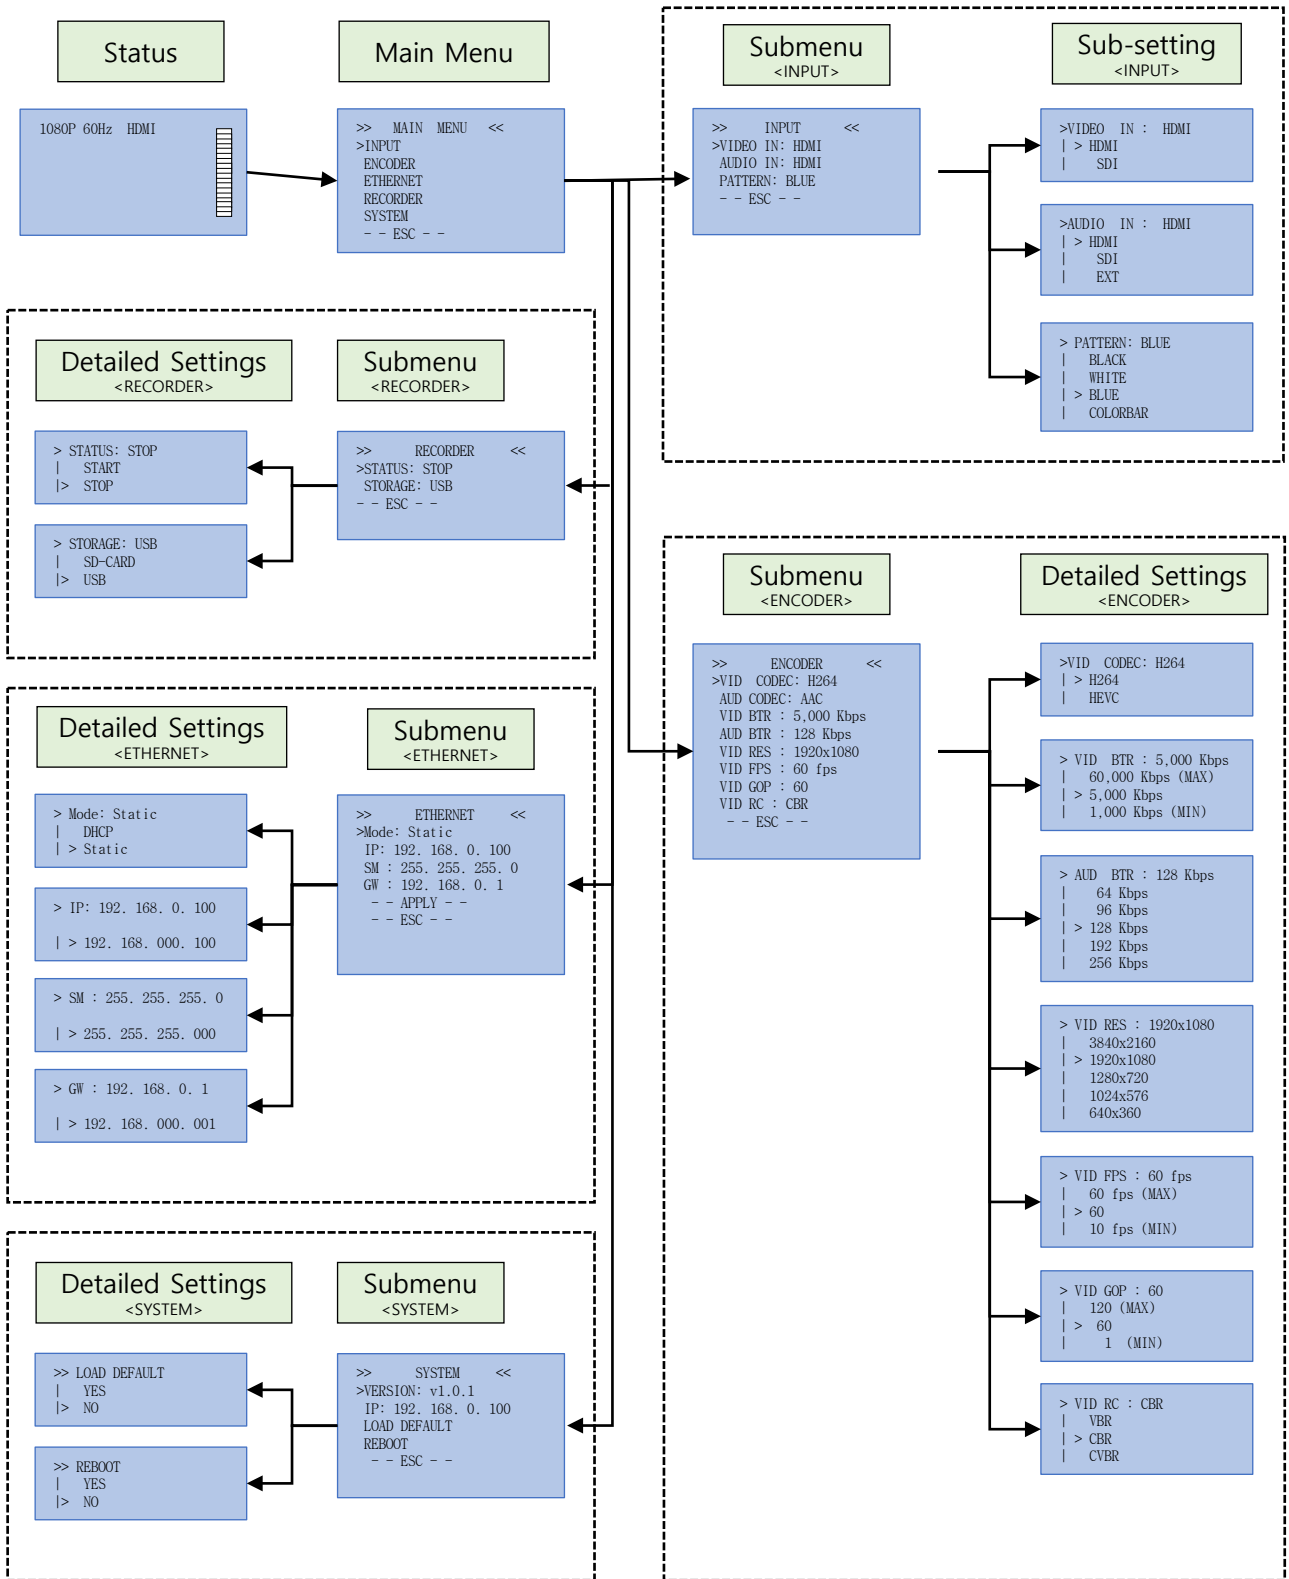 Status
1080P 60Hz HDMI
Main Menu
>> MAIN MENU <<
>INPUT
ENCODER
ETHERNET
RECORDER
SYSTEM
- - ESC - -
Submenu
<INPUT>
>> INPUT <<
>VIDEO IN: HDMI
AUDIO IN: HDMI
PATTERN: BLUE
- - ESC - -
Sub-setting
<INPUT>
>VIDEO IN : HDMI
| > HDMI
| SDI
>AUDIO IN : HDMI
| > HDMI
| SDI
| EXT
> PATTERN: BLUE
| BLACK
| WHITE
| > BLUE
| COLORBAR
Detailed Settings
<RECORDER>
> STATUS: STOP
| START
|> STOP
> STORAGE: USB
| SD-CARD
|> USB
Submenu
<RECORDER>
>> RECORDER <<
>STATUS: STOP
STORAGE: USB
- - ESC - -
Submenu
<ENCODER>
>> ENCODER <<
>VID CODEC: H264
AUD CODEC: AAC
VID BTR : 5,000 Kbps
AUD BTR : 128 Kbps
VID RES : 1920x1080
VID FPS : 60 fps
VID GOP : 60
VID RC : CBR
- - ESC - -
Detailed Settings
<ENCODER>
>VID CODEC: H264
| > H264
| HEVC
> VID BTR : 5,000 Kbps
| 60,000 Kbps (MAX)
| > 5,000 Kbps
| 1,000 Kbps (MIN)
> AUD BTR : 128 Kbps
| 64 Kbps
| 96 Kbps
| > 128 Kbps
| 192 Kbps
| 256 Kbps
> VID RES : 1920x1080
| 3840x2160
| > 1920x1080
| 1280x720
| 1024x576
| 640x360
> VID FPS : 60 fps
| 60 fps (MAX)
| > 60
| 10 fps (MIN)
> VID GOP : 60
| 120 (MAX)
| > 60
| 1 (MIN)
> VID RC : CBR
| VBR
| > CBR
| CVBR
Detailed Settings
<ETHERNET>
> Mode: Static
| DHCP
| > Static
> IP: 192. 168. 0. 100
| > 192. 168. 000. 100
> SM : 255. 255. 255. 0
| > 255. 255. 255. 000
> GW : 192. 168. 0. 1
| > 192. 168. 000. 001
Submenu
<ETHERNET>
>> ETHERNET <<
>Mode: Static
IP: 192. 168. 0. 100
SM : 255. 255. 255. 0
GW : 192. 168. 0. 1
- - APPLY - -
- - ESC - -
Detailed Settings
<SYSTEM>
>> LOAD DEFAULT
| YES
|> NO
>> REBOOT
| YES
|> NO
Submenu
<SYSTEM>
>> SYSTEM <<
>VERSION: v1.0.1
IP: 192. 168. 0. 100
LOAD DEFAULT
REBOOT
- - ESC - -